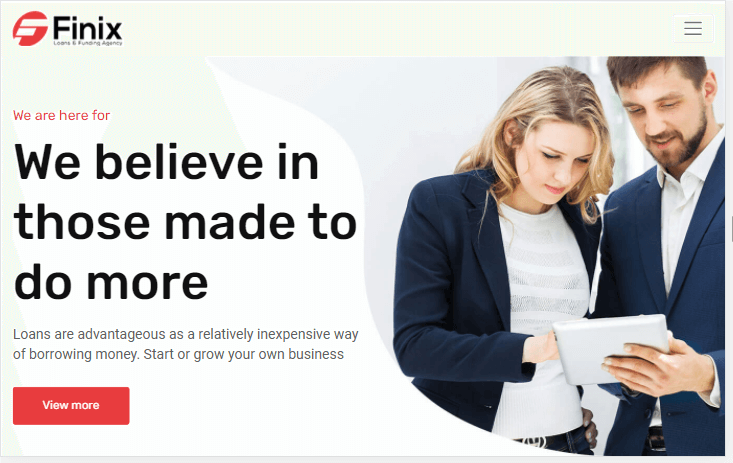 Finix
Loans & Funding Agency
We are here for
We believe in
those made to
do more
Loans are advantageous as a relatively inexpensive way
of borrowing money. Start or grow your own business
View more